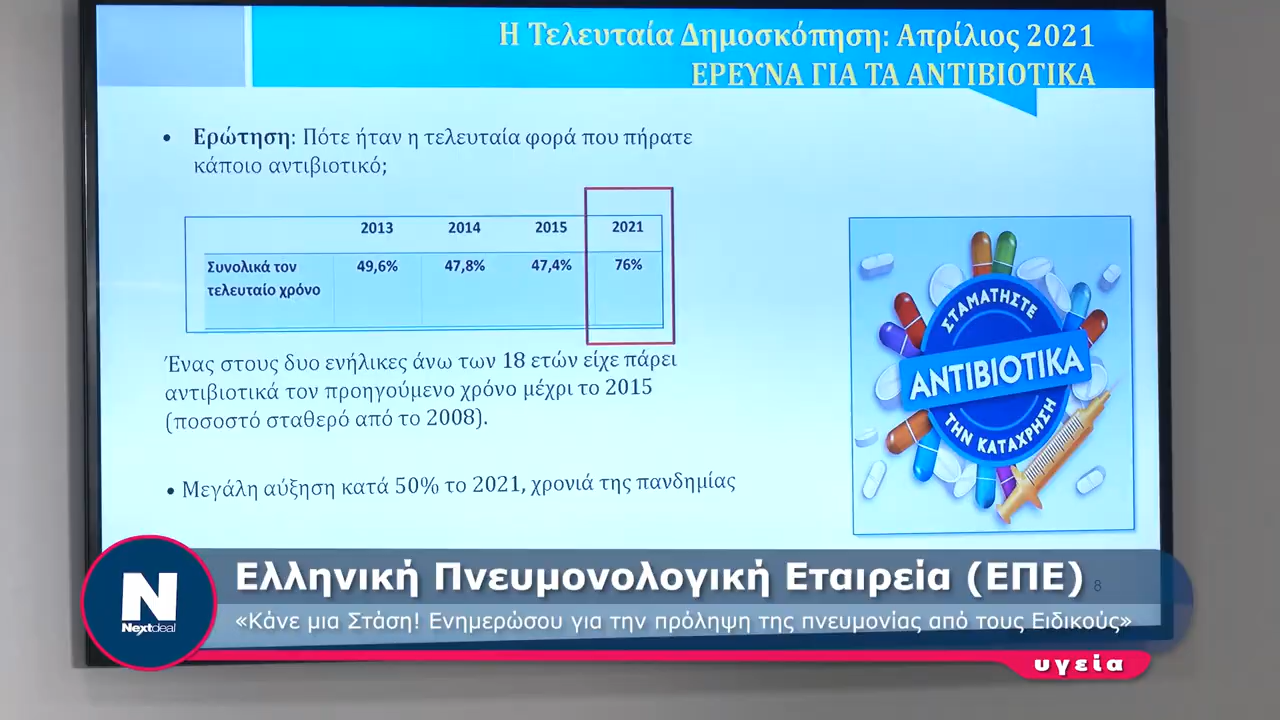 Η Τελευταία Δημοσκόπηση: Απρίλιος 2021
ΕΡΕΥΝΑ ΓΙΑ ΤΑ ΑΝΤΙΒΙΟΤΙΚΑ
• Ερώτηση: Πότε ήταν η τελευταία φορά που πήρατε
κάποιο αντιβιοτικό;
2013 2014 2015 2021
Συνολικά τον 49,6% 47,8% 47,4% 76%
τελευταίο χρόνο
Ένας στους δυο ενήλικες άνω των 18 ετών είχε πάρει
αντιβιοτικά τον προηγούμενο χρόνο μέχρι το 2015
(ποσοστό σταθερό από το 2008).
• Μεγάλη αύξηση κατά 50% το 2021, χρονιά της πανδημίας
ΣΤΑΜΑΤΗΣΤΕ
ΑΝΤΙΒΙΟΤΙΚΑ
ΤΗΝ ΚΑΤΑΧΡΗΣΗ
8
N
Nextdeal
Ελληνική Πνευμονολογική Εταιρεία (ΕΠΕ)
«Κάνε μια Στάση! Ενημερώσου για την πρόληψη της πνευμονίας από τους Ειδικούς»
υγεία